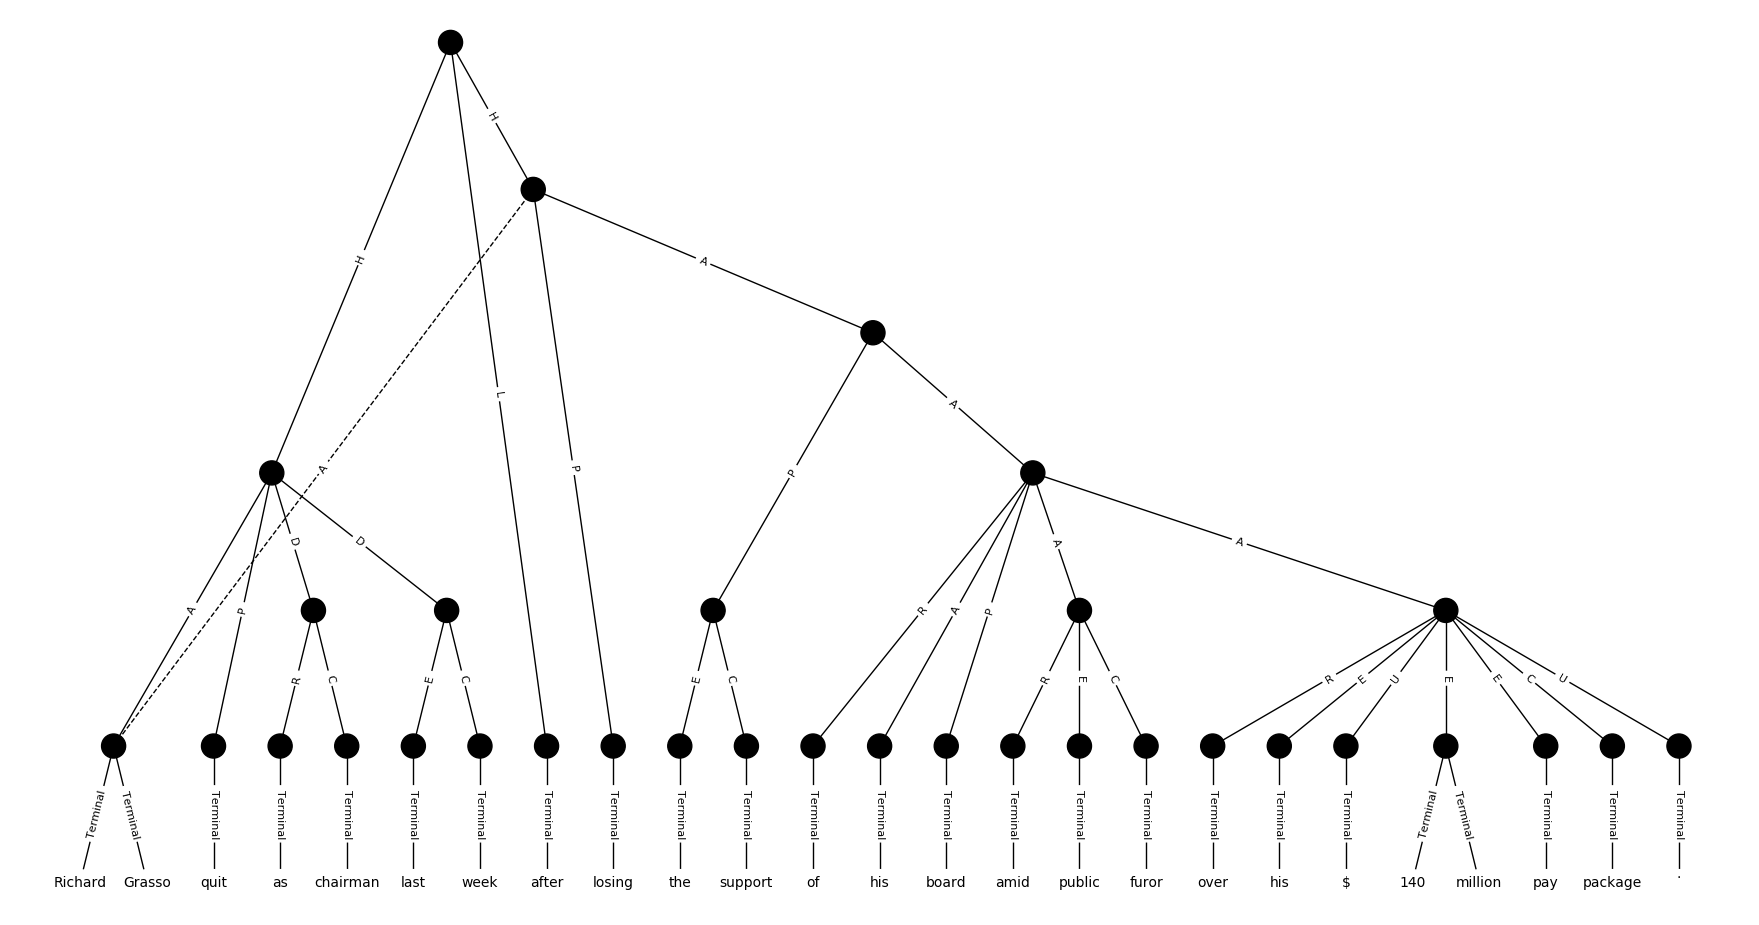 H
H
A
L
A
A
P
P
D
D
A
A
A
P
R
A
P
R
C
E
C
E
C
R
E
C
R
E
U
E
E
C
U
Terminal Terminal Terminal Terminal Terminal Terminal Terminal Terminal Terminal Terminal Terminal Terminal Terminal Terminal Terminal Terminal Terminal Terminal Terminal Terminal Terminal Terminal Terminal Terminal Terminal
Richard Grasso quit as chairman last week after losing the support of his board amid public furor over his $ 140 million pay package .